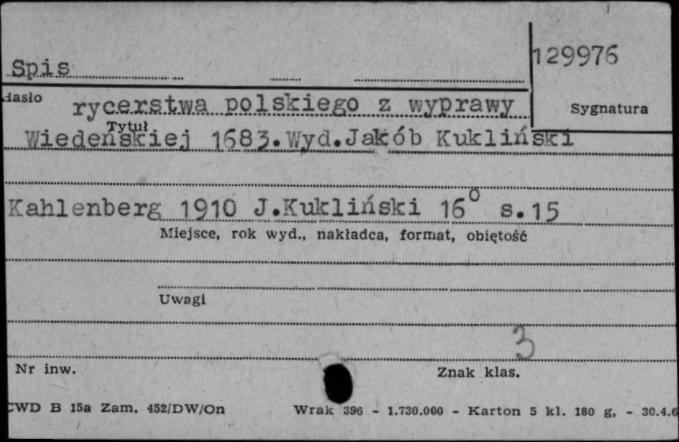 Spis
129976
Hasło
rycerstwa polskiego z wyprawy
Sygnatura
Tytuł
Wiedeńskiej 1683.Wyd.Jakób Kukliński
Kahlenberg 1910 J.Kukliński 16° s.15
Miejsce, rok wyd., nakładca, format, objętość
Uwagi
3
Nr inw.
Znak klas.
CWD B 15a Zam. 452/DW/On
Wrak 396 - 1.730.000 - Karton 5 kl. 180 g. - 30.4.6